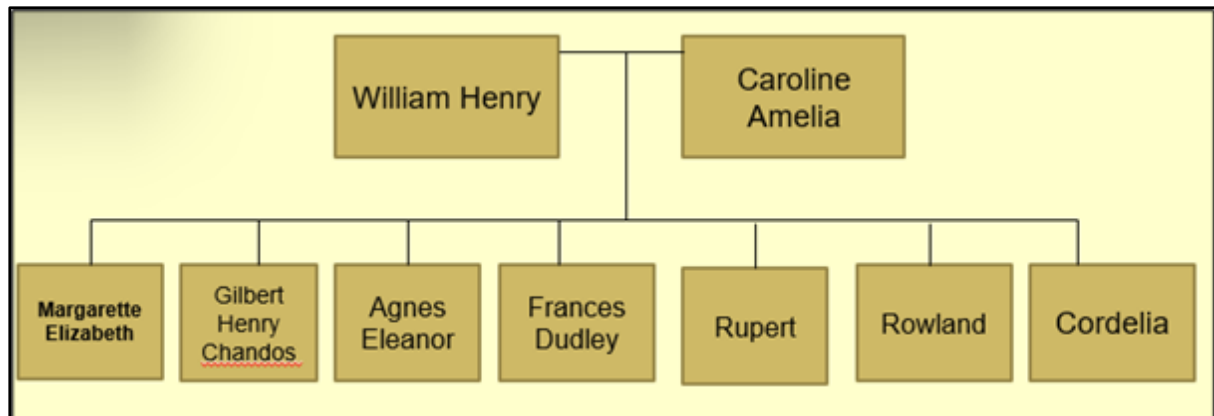 William Henry
Caroline
Amelia
Margarette
Elizabeth
Gilbert
Henry
Chandos
Agnes
Eleanor
Frances
Dudley
Rupert
Rowland
Cordelia